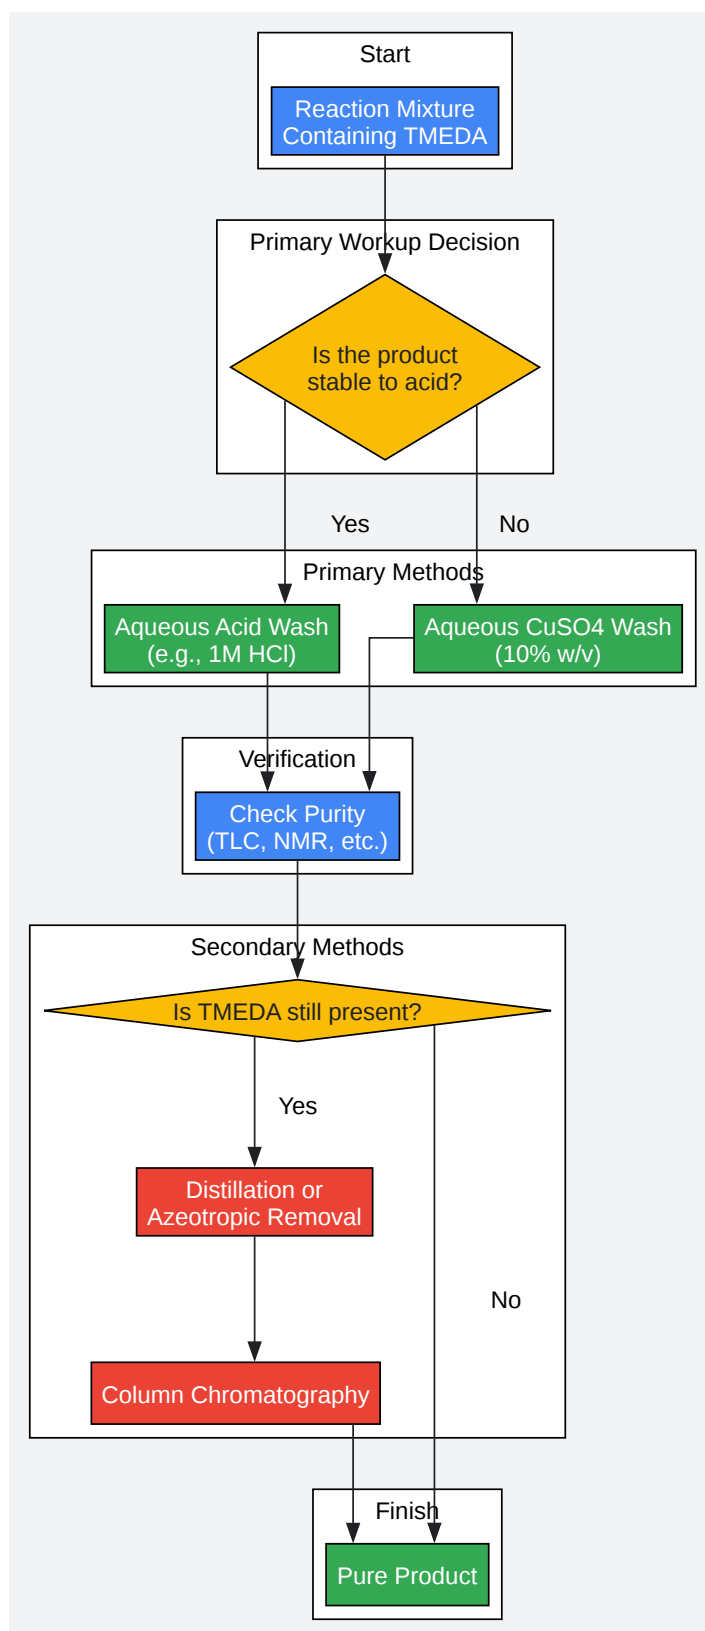 Start
Reaction Mixture
Containing TMEDA
Primary Workup Decision
Is the product
stable to acid?
Yes
No
Primary Methods
Aqueous Acid Wash
(e.g., 1M HCl)
Aqueous CuSO4 Wash
(10% w/v)
Verification
Check Purity
(TLC, NMR, etc.)
Secondary Methods
Is TMEDA still present?
Yes
Distillation or
Azeotropic Removal
No
Column Chromatography
Finish
Pure Product